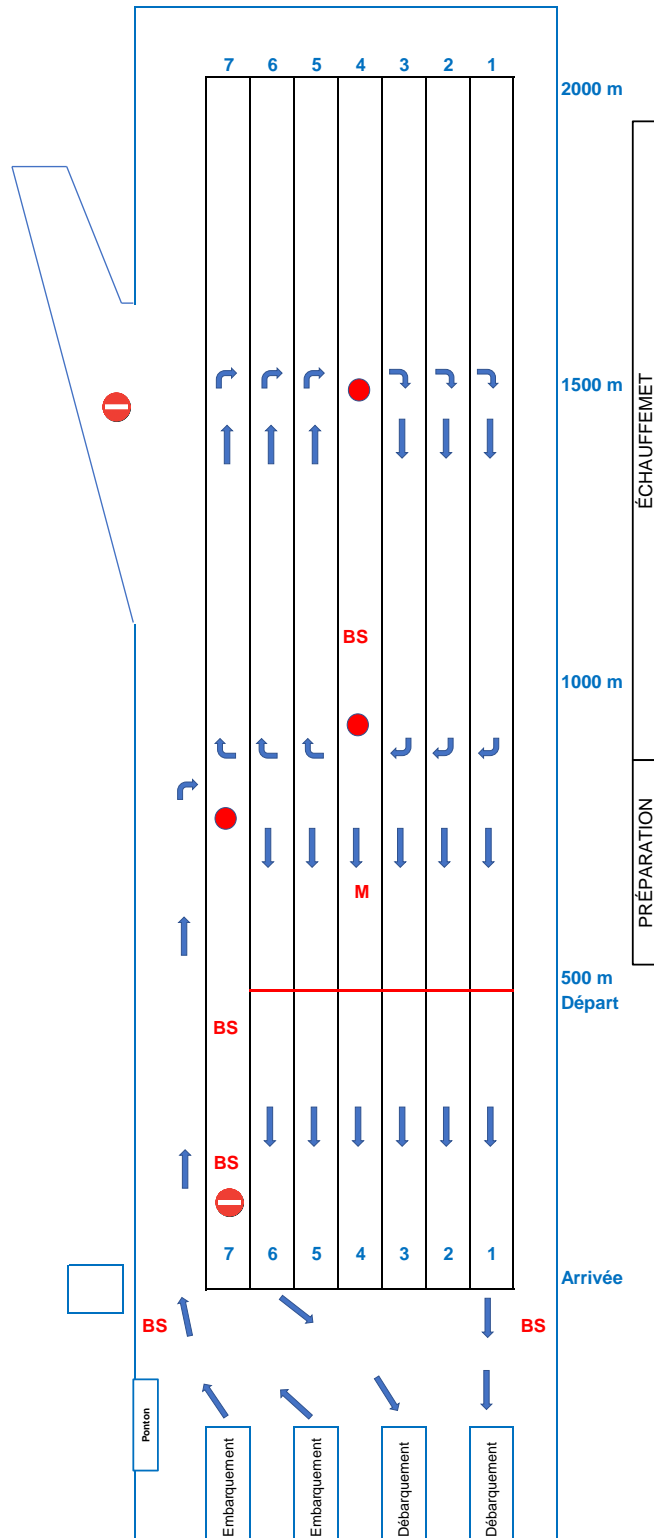 7 6 5 4 3 2 1
2000 m
1500 m
ÉCHAUFFEMET
BS
1000 m
PRÉPARATION
M
500 m
Départ
BS
BS
7 6 5 4 3 2 1
Arrivée
BS
BS
Ponton
Embarquement
Embarquement
Débarquement
Débarquement